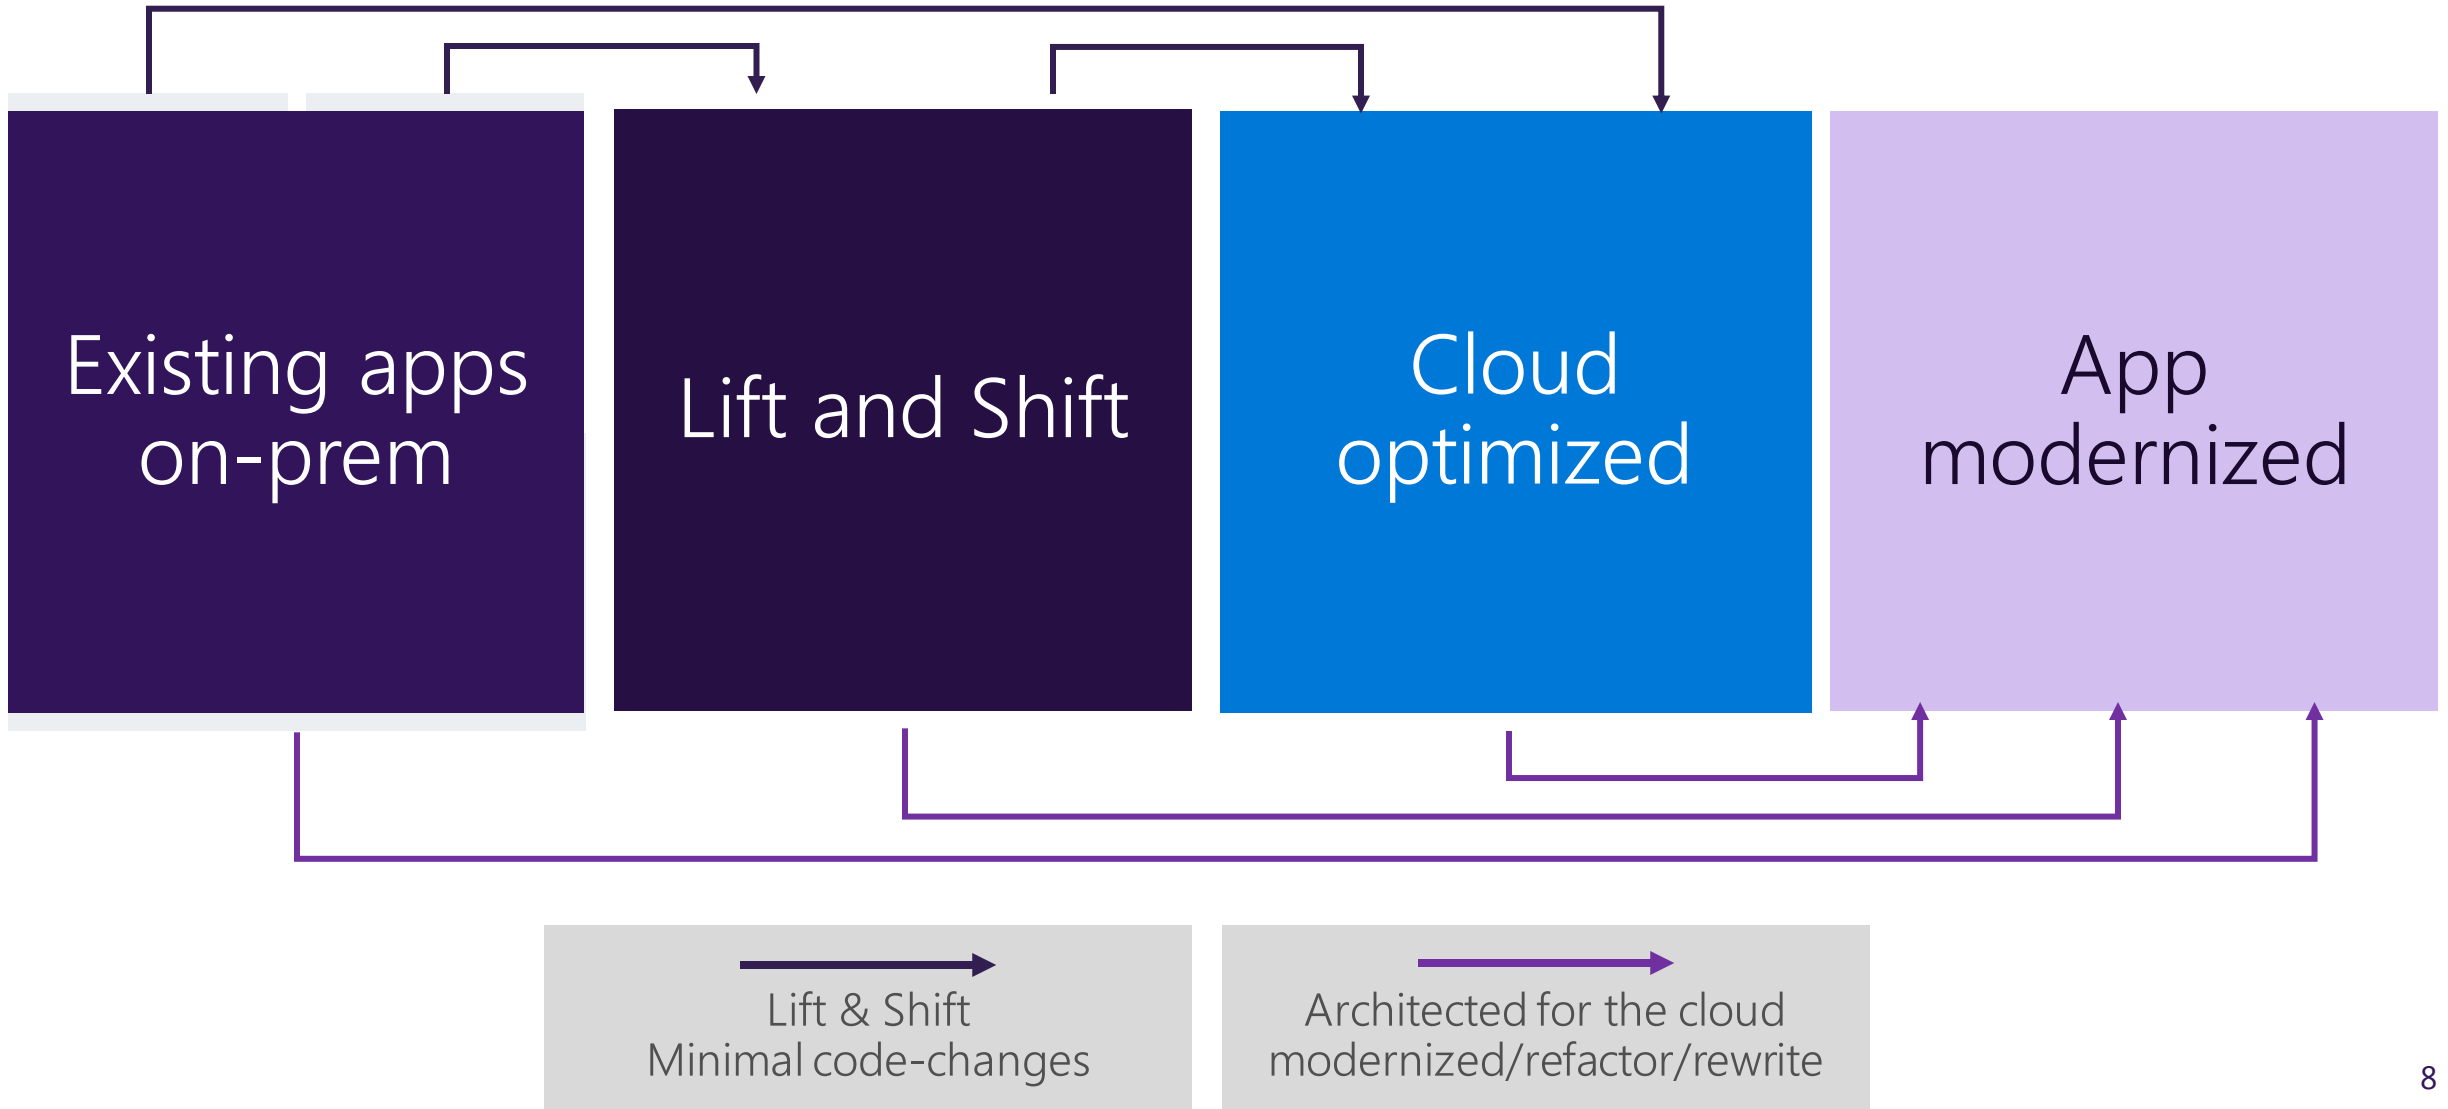 Existing apps
on-prem
Lift and Shift
Cloud
optimized
App
modernized
Lift & Shift
Minimal code-changes
Architected for the cloud
modernized/refactor/rewrite
8